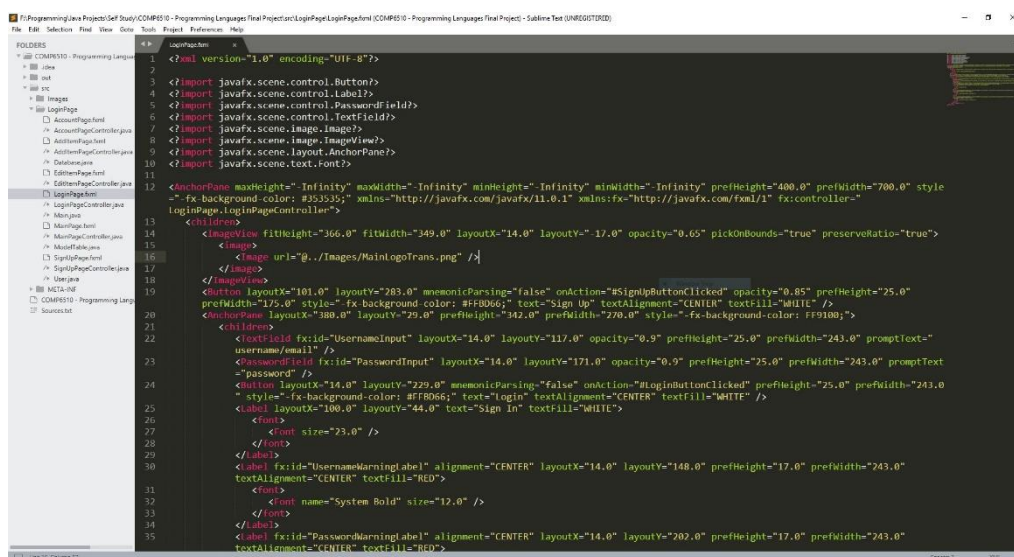 F:\Programming\Java Projects\Self Study\COMP6510 - Programming Languages Final Project\src\LoginPage\LoginPage.fxml (COMP6510 - Programming Languages Final Project) - Sublime Text (UNREGISTERED)
File Edit Selection Find View Goto Tools Project Preferences Help
FOLDERS
COMP6510 - Programming Languag
.idea
out
src
Images
LoginPage
AccountPage.fxml
AccountPageController.java
AddItemPage.fxml
AddItemPageController.java
Database.java
EditItemPage.fxml
EditItemPageController.java
LoginPage.fxml
LoginPageController.java
Main.java
MainPage.fxml
MainPageController.java
ModelTable.java
SignUpPage.fxml
SignUpPageController.java
User.java
META-INF
COMP6510 - Programming Langu
Sources.txt
LoginPage.fxml ×
1 <?xml version="1.0" encoding="UTF-8"?>
2
3 <?import javafx.scene.control.Button?>
4 <?import javafx.scene.control.Label?>
5 <?import javafx.scene.control.PasswordField?>
6 <?import javafx.scene.control.TextField?>
7 <?import javafx.scene.image.Image?>
8 <?import javafx.scene.image.ImageView?>
9 <?import javafx.scene.layout.AnchorPane?>
10 <?import javafx.scene.text.Font?>
11
12 <AnchorPane maxHeight="-Infinity" maxWidth="-Infinity" minHeight="-Infinity" minWidth="-Infinity" prefHeight="400.0" prefWidth="700.0" style
="-fx-background-color: #353535;" xmlns="http://javafx.com/javafx/11.0.1" xmlns:fx="http://javafx.com/fxml/1" fx:controller="
LoginPage.LoginPageController">
13 <children>
14 <ImageView fitHeight="366.0" fitWidth="349.0" layoutX="14.0" layoutY="-17.0" opacity="0.65" pickOnBounds="true" preserveRatio="true">
15 <image>
16 <Image url="@../Images/MainLogoTrans.png" />
17 </image>
18 </ImageView>
19 <Button layoutX="101.0" layoutY="283.0" mnemonicParsing="false" onAction="#SignUpButtonClicked" opacity="0.85" prefHeight="25.0"
prefWidth="175.0" style="-fx-background-color: #FFBD66;" text="Sign Up" textAlignment="CENTER" textFill="WHITE" />
20 <AnchorPane layoutX="380.0" layoutY="29.0" prefHeight="342.0" prefWidth="270.0" style="-fx-background-color: FF9100;">
21 <children>
22 <TextField fx:id="UsernameInput" layoutX="14.0" layoutY="117.0" opacity="0.9" prefHeight="25.0" prefWidth="243.0" promptText="
username/email" />
23 <PasswordField fx:id="PasswordInput" layoutX="14.0" layoutY="171.0" opacity="0.9" prefHeight="25.0" prefWidth="243.0" promptText
="password" />
24 <Button layoutX="14.0" layoutY="229.0" mnemonicParsing="false" onAction="#LoginButtonClicked" prefHeight="25.0" prefWidth="243.0
" style="-fx-background-color: #FFBD66;" text="Login" textAlignment="CENTER" textFill="WHITE" />
25 <Label layoutX="100.0" layoutY="44.0" text="Sign In" textFill="WHITE">
26 <font>
27 <Font size="23.0" />
28 </font>
29 </Label>
30 <Label fx:id="UsernameWarningLabel" alignment="CENTER" layoutX="14.0" layoutY="148.0" prefHeight="17.0" prefWidth="243.0"
textAlignment="CENTER" textFill="RED">
31 <font>
32 <Font name="System Bold" size="12.0" />
33 </font>
34 </Label>
35 <Label fx:id="PasswordWarningLabel" alignment="CENTER" layoutX="14.0" layoutY="202.0" prefHeight="17.0" prefWidth="243.0"
textAlignment="CENTER" textFill="RED">